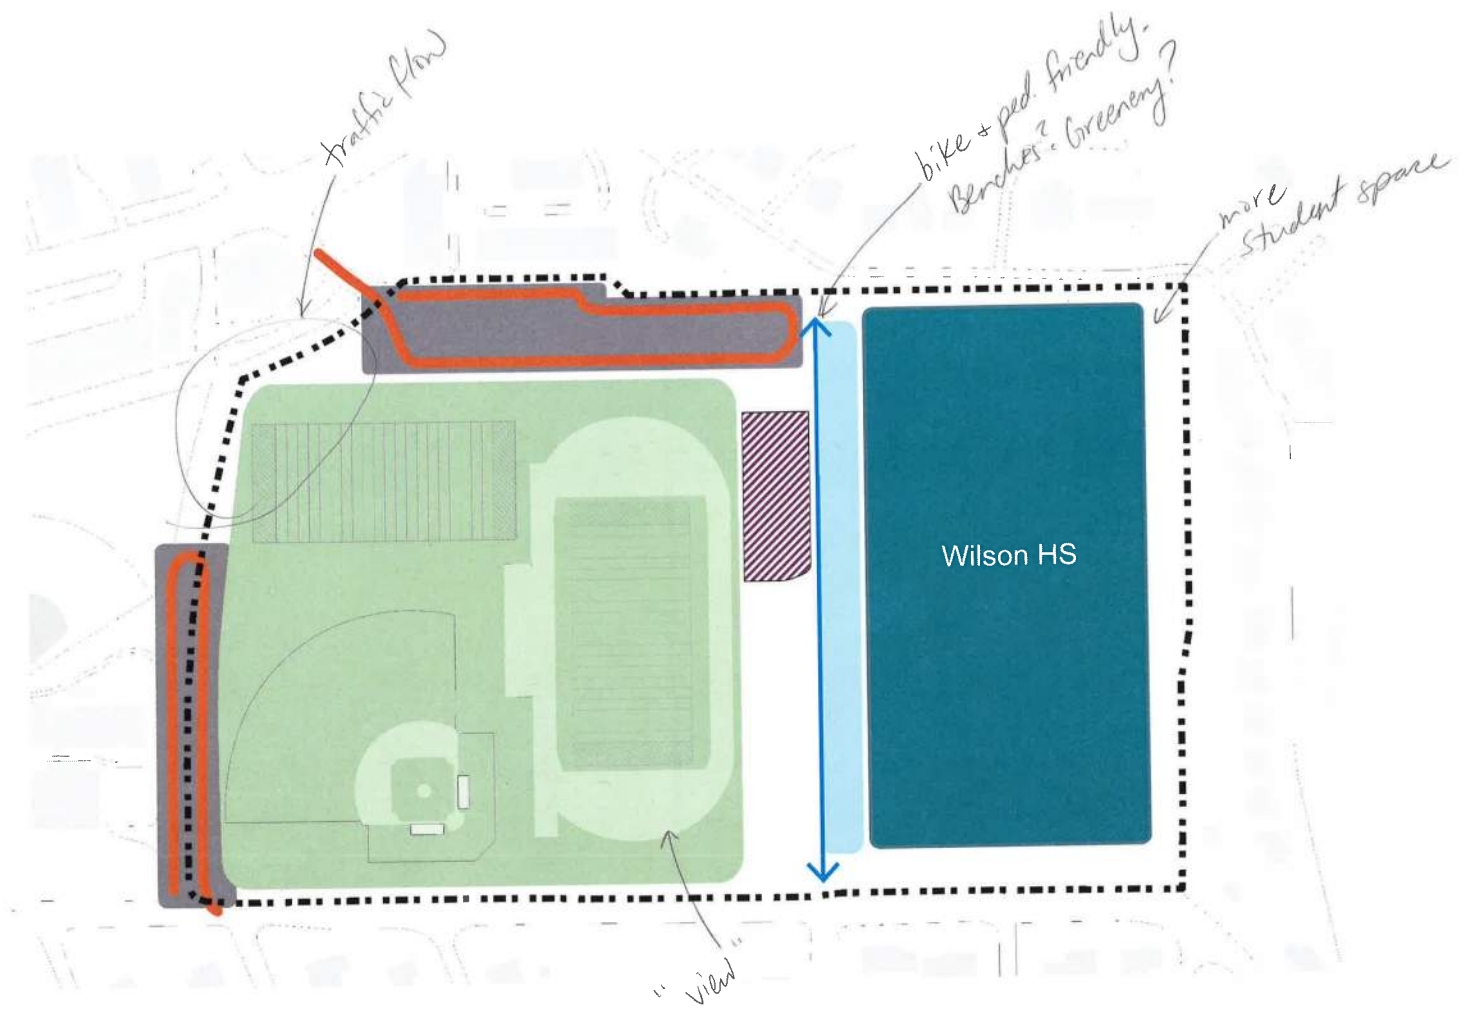 traffic flow
bike + ped. friendly.
Benches? Greenery?
more
student space
Wilson HS
"view"